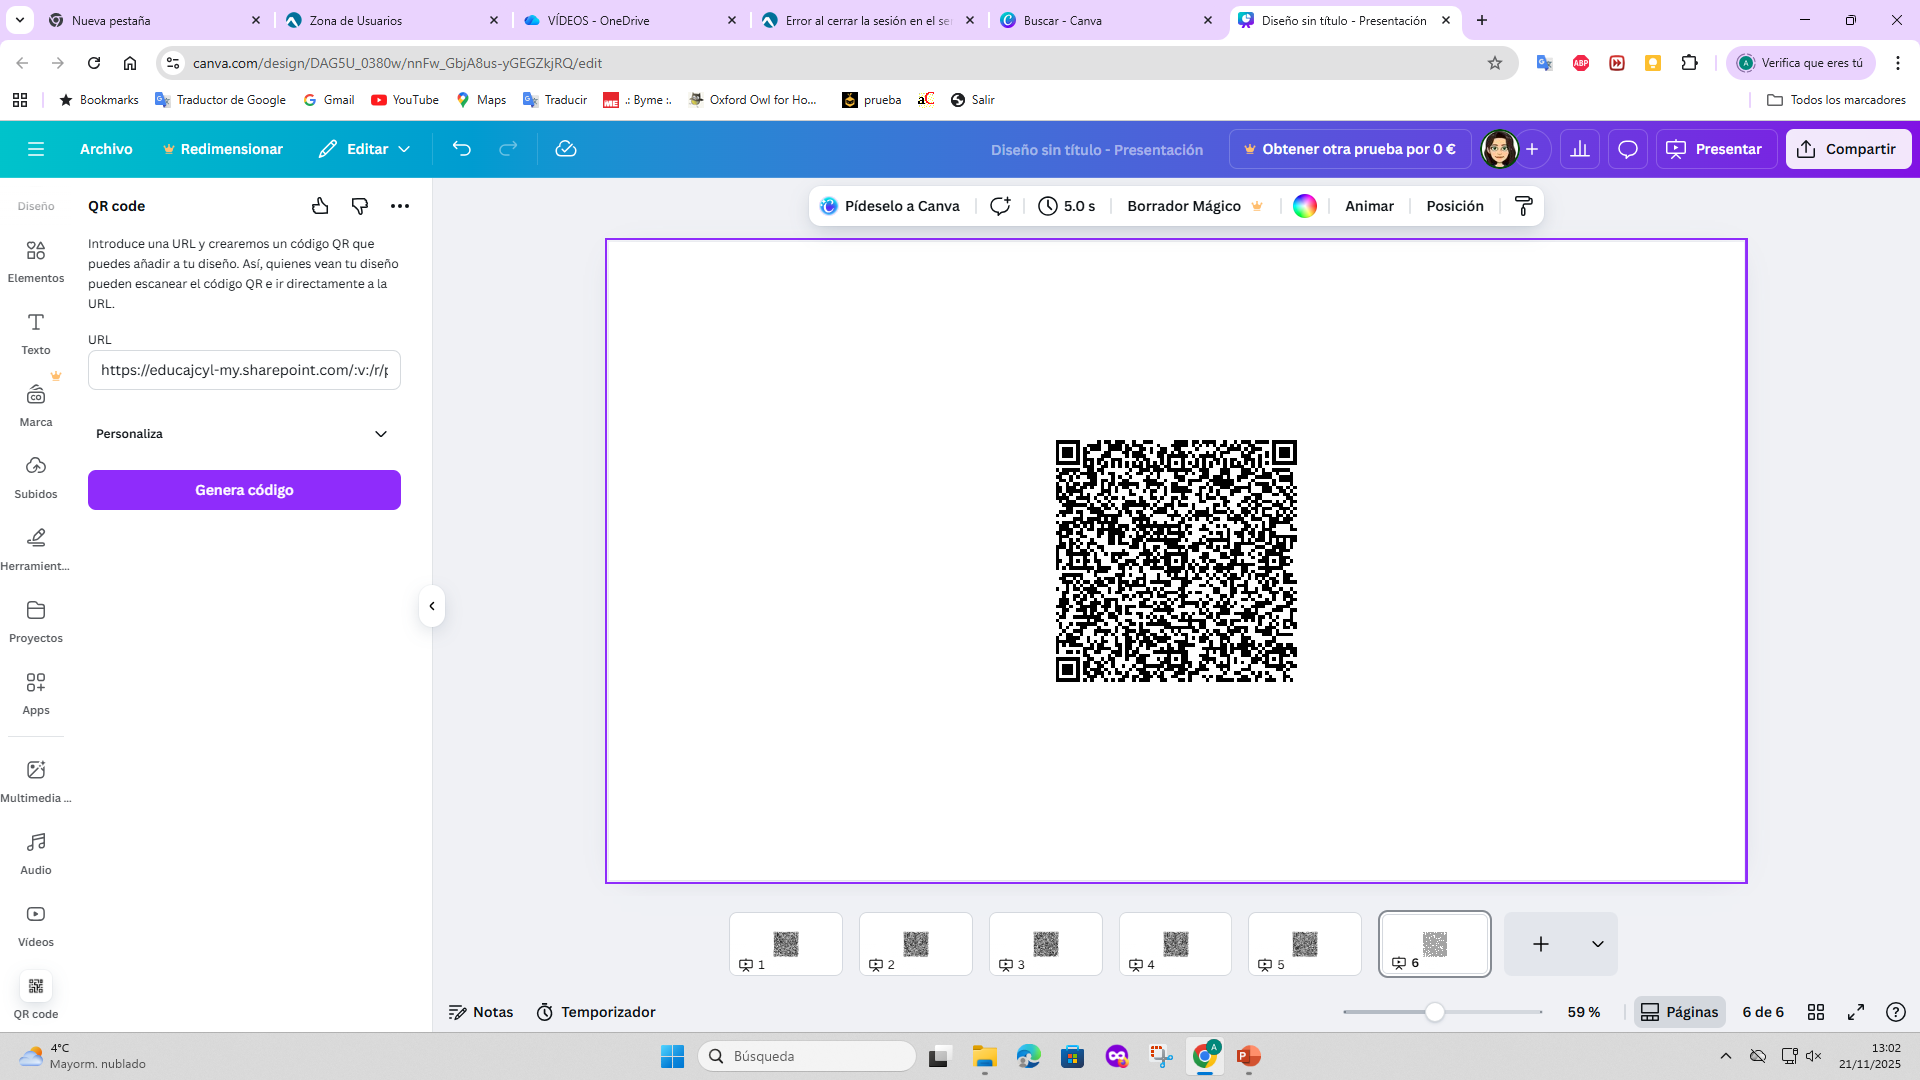 Nueva pestaña
Zona de Usuarios
VÍDEOS - OneDrive
Error al cerrar la sesión en el se
Buscar - Canva
Diseño sin título - Presentación
canva.com/design/DAG5U_0380w/nnFw_GbjA8us-yGEGZkjRQ/edit
ABP
A
Verifica que eres tú
Bookmarks
Traductor de Google
Gmail
YouTube
Maps
Traducir
.: Byme :.
Oxford Owl for Ho...
prueba
aC
Salir
Todos los marcadores
Archivo
Redimensionar
Editar
Diseño sin título - Presentación
Obtener otra prueba por 0 €
Presentar
Compartir
Diseño
Elementos
Texto
Marca
Subidos
Herramient...
Proyectos
Apps
Multimedia ...
Audio
Vídeos
QR code
QR code
Introduce una URL y crearemos un código QR que
puedes añadir a tu diseño. Así, quienes vean tu diseño
pueden escanear el código QR e ir directamente a la
URL.
URL
https://educajcyl-my.sharepoint.com/:v:/r/p
Personaliza
Genera código
Pídeselo a Canva
5.0 s
Borrador Mágico
Animar
Posición
1
2
3
4
5
6
Notas
Temporizador
59 %
Páginas
6 de 6
4°C
Mayorm. nublado
Búsqueda
13:02
21/11/2025